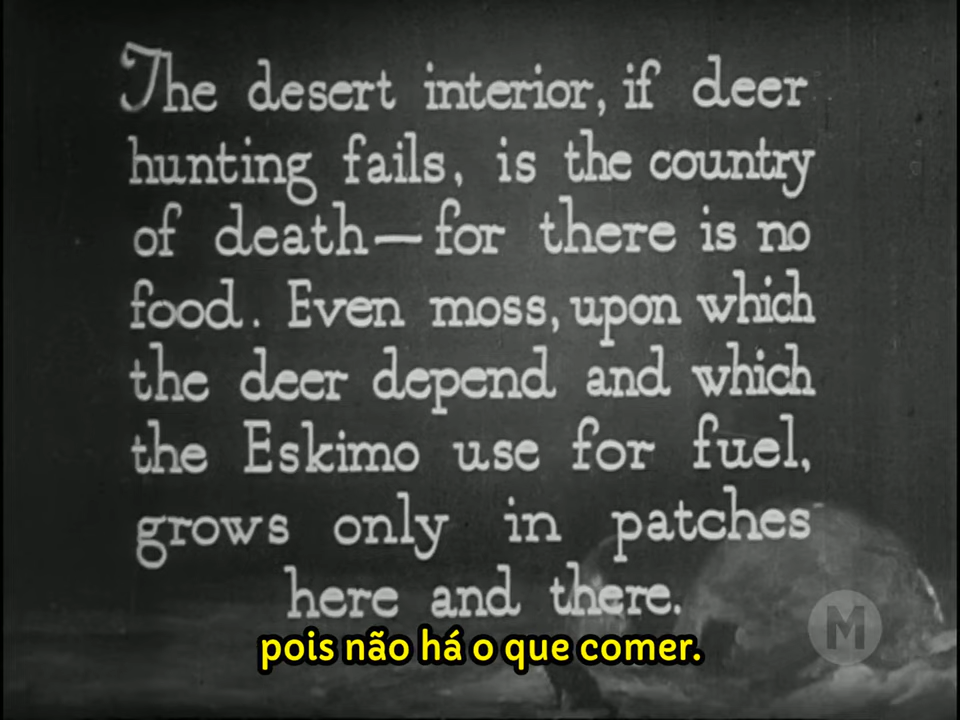 The desert interior, if deer
hunting fails, is the country
of death—for there is no
food. Even moss, upon which
the deer depend and which
the Eskimo use for fuel,
grows only in patches
here and there.
pois não há o que comer.
M